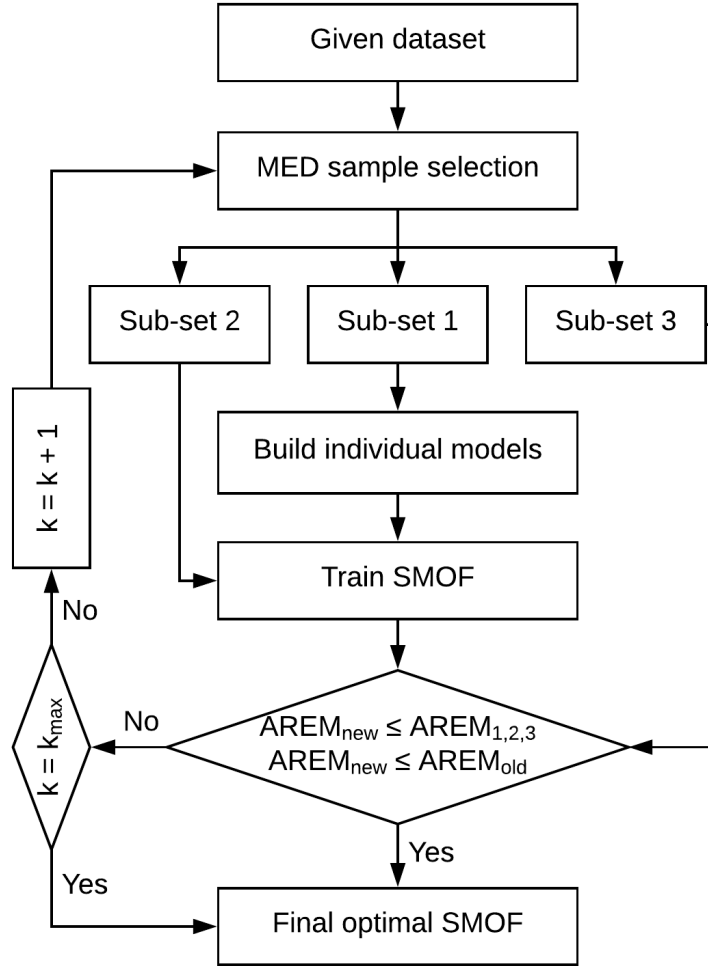 Given dataset
MED sample selection
Sub-set 2
Sub-set 1
Sub-set 3
Build individual models
k = k + 1
Train SMOF
No
AREMnew ≤ AREM1,2,3
AREMnew ≤ AREMold
No
k = kmax
Yes
Yes
Final optimal SMOF